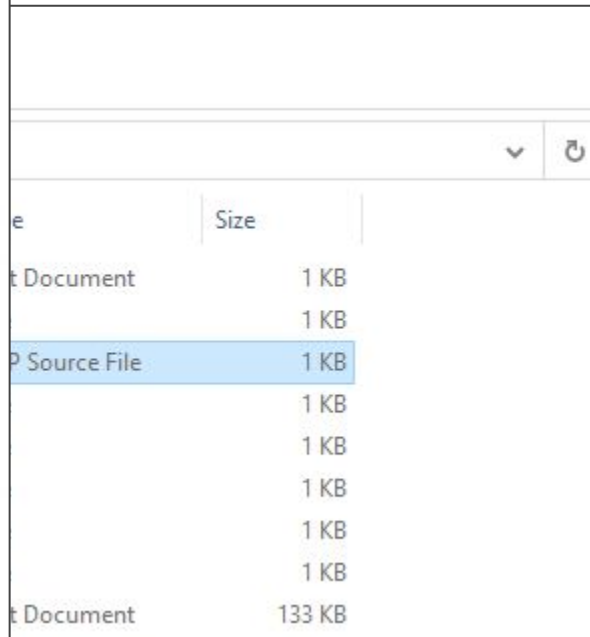 e Size
t Document 1 KB
1 KB
P Source File 1 KB
1 KB
1 KB
1 KB
1 KB
1 KB
t Document 133 KB